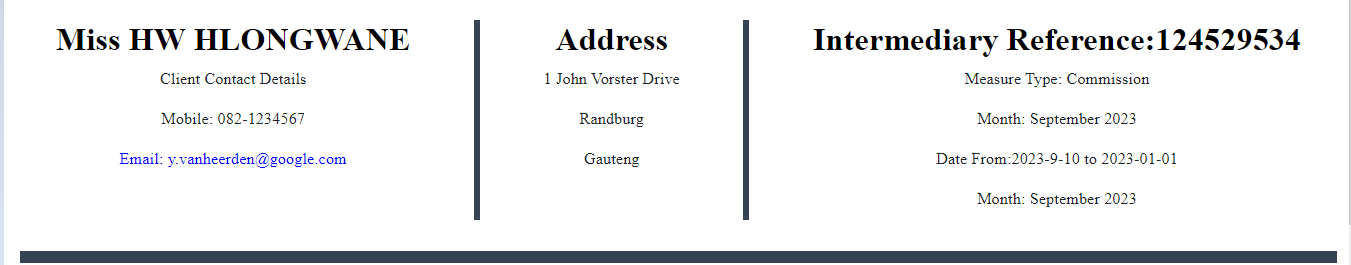 Miss HW HLONGWANE
Client Contact Details
Mobile: 082-1234567
Email: y.vanheerden@google.com
Address
1 John Vorster Drive
Randburg
Gauteng
Intermediary Reference:124529534
Measure Type: Commission
Month: September 2023
Date From:2023-9-10 to 2023-01-01
Month: September 2023